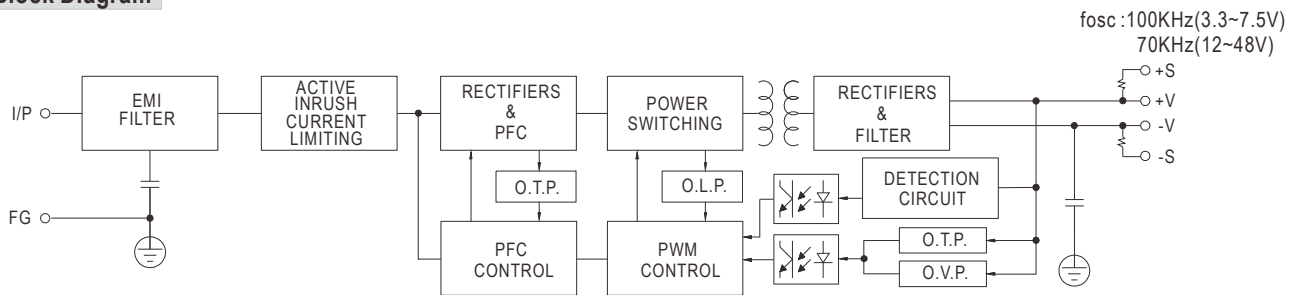 Block Diagram
fosc :100KHz(3.3~7.5V)
70KHz(12~48V)
I/P
EMI
FILTER
ACTIVE
INRUSH
CURRENT
LIMITING
RECTIFIERS
&
PFC
POWER
SWITCHING
RECTIFIERS
&
FILTER
+S
+V
-V
-S
O.T.P.
O.L.P.
DETECTION
CIRCUIT
FG
PFC
CONTROL
PWM
CONTROL
O.T.P.
O.V.P.